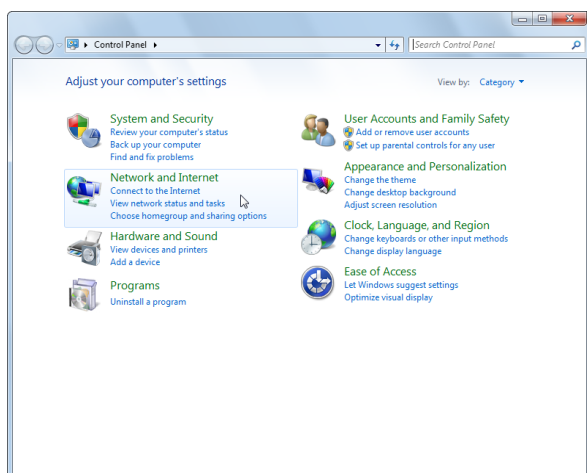 Control Panel
Search Control Panel
Adjust your computer's settings
View by: Category
System and Security
Review your computer's status
Back up your computer
Find and fix problems
Network and Internet
Connect to the Internet
View network status and tasks
Choose homegroup and sharing options
Hardware and Sound
View devices and printers
Add a device
Programs
Uninstall a program
User Accounts and Family Safety
Add or remove user accounts
Set up parental controls for any user
Appearance and Personalization
Change the theme
Change desktop background
Adjust screen resolution
Clock, Language, and Region
Change keyboards or other input methods
Change display language
Ease of Access
Let Windows suggest settings
Optimize visual display